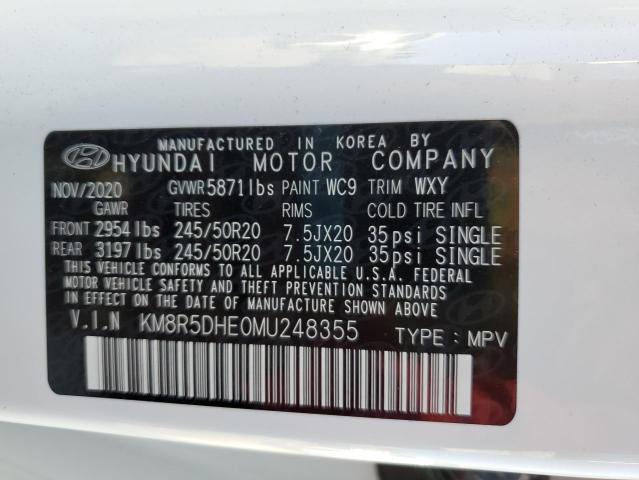 MANUFACTURED IN KOREA BY
HYUNDAI MOTOR COMPANY
NOV/2020 GVWR5871lbs PAINT WC9 TRIM WXY
GAWR TIRES RIMS COLD TIRE INFL
FRONT 2954 lbs 245/50R20 7.5JX20 35psi SINGLE
REAR 3197 lbs 245/50R20 7.5JX20 35psi SINGLE
THIS VEHICLE CONFORMS TO ALL APPLICABLE U.S.A. FEDERAL
MOTOR VEHICLE SAFETY AND THEFT PREVENTION STANDARDS
IN EFFECT ON THE DATE OF MANUFACTURE SHOWN ABOVE.
V.I.N KM8R5DHE0MU248355 TYPE: MPV